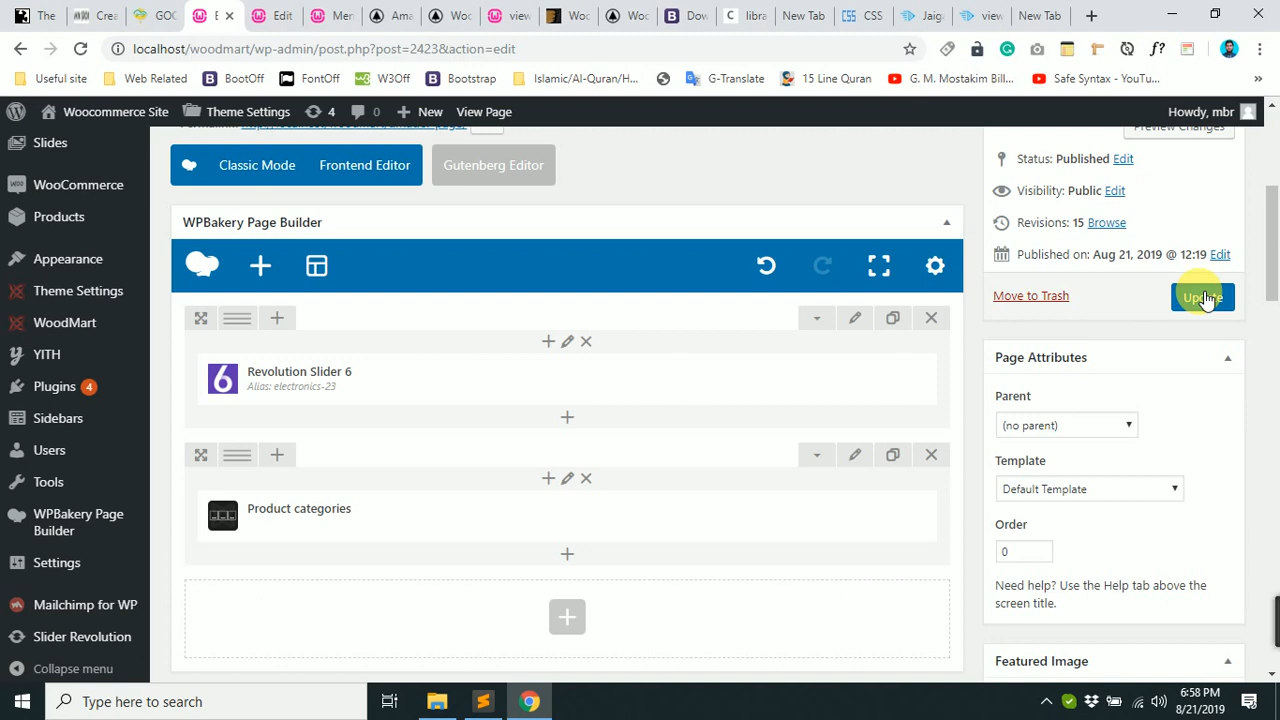 The
Crea
GOC
E
Edit
Mer
Ama
Woc
view
Woc
Woc
Dow
libra
New Tab
CSS
Jaig
view
New Tab
localhost/woodmart/wp-admin/post.php?post=2423&action=edit
Useful site
Web Related
BootOff
FontOff
W3Off
Bootstrap
Islamic/Al-Quran/H...
G-Translate
15 Line Quran
G. M. Mostakim Bill...
Safe Syntax - YouTu...
»
Woocommerce Site
Theme Settings
4
0
New
View Page
Howdy, mbr
Slides
WooCommerce
Products
Appearance
Theme Settings
WoodMart
YITH
Plugins 4
Sidebars
Users
Tools
WPBakery Page
Builder
Settings
Mailchimp for WP
Slider Revolution
Collapse menu
Classic Mode
Frontend Editor
Gutenberg Editor
WPBakery Page Builder
Revolution Slider 6
Alias: electronics-23
Product categories
Preview Changes
Status: Published Edit
Visibility: Public Edit
Revisions: 15 Browse
Published on: Aug 21, 2019 @ 12:19 Edit
Move to Trash
Update
Page Attributes
Parent
(no parent)
Template
Default Template
Order
0
Need help? Use the Help tab above the
screen title.
Featured Image
Type here to search
6:58 PM
8/21/2019